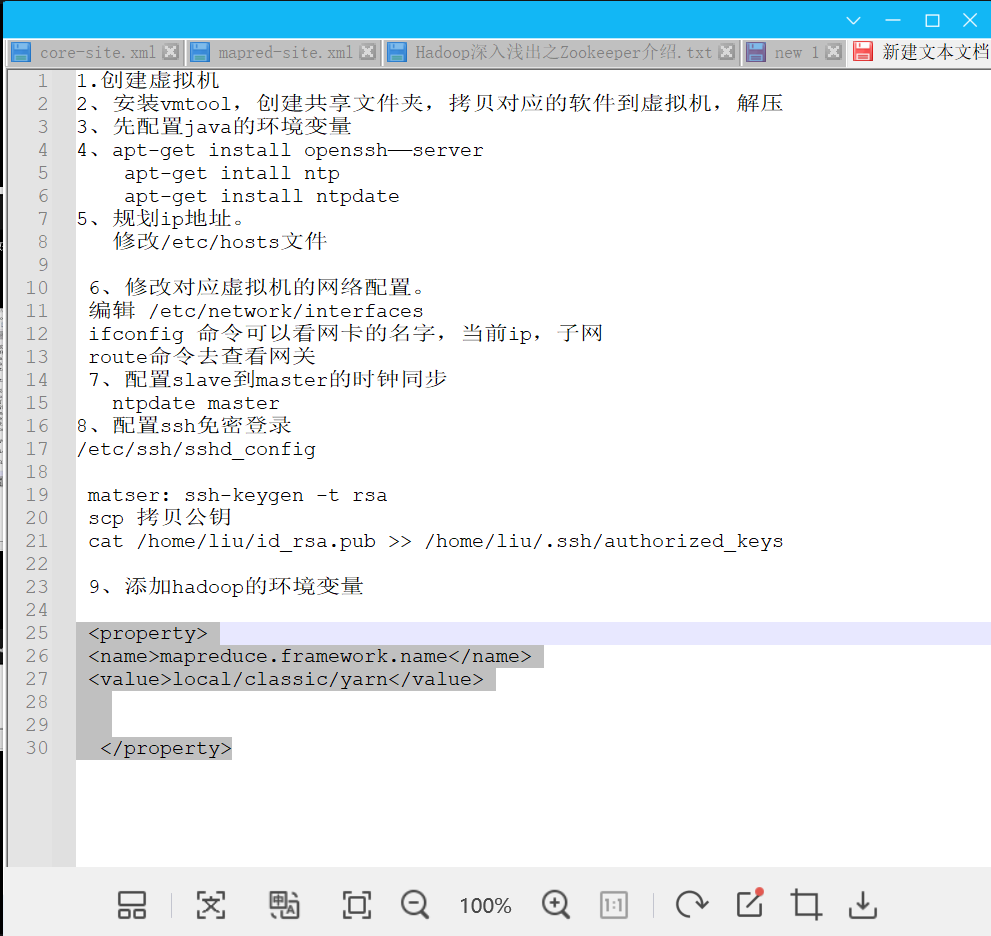 core-site.xml mapred-site.xml Hadoop深入浅出之Zookeeper介绍.txt new 1 新建文本文档
1 1.创建虚拟机
2 2、安装vmtool，创建共享文件夹，拷贝对应的软件到虚拟机，解压
3 3、先配置java的环境变量
4 4、apt-get install openssh——server
5 apt-get intall ntp
6 apt-get install ntpdate
7 5、规划ip地址。
8 修改/etc/hosts文件
9
10 6、修改对应虚拟机的网络配置。
11 编辑 /etc/network/interfaces
12 ifconfig 命令可以看网卡的名字，当前ip，子网
13 route命令去查看网关
14 7、配置slave到master的时钟同步
15 ntpdate master
16 8、配置ssh免密登录
17 /etc/ssh/sshd_config
18
19 matser: ssh-keygen -t rsa
20 scp 拷贝公钥
21 cat /home/liu/id_rsa.pub >> /home/liu/.ssh/authorized_keys
22
23 9、添加hadoop的环境变量
24
25 <property>
26 <name>mapreduce.framework.name</name>
27 <value>local/classic/yarn</value>
28
29
30 </property>
100% 1:1